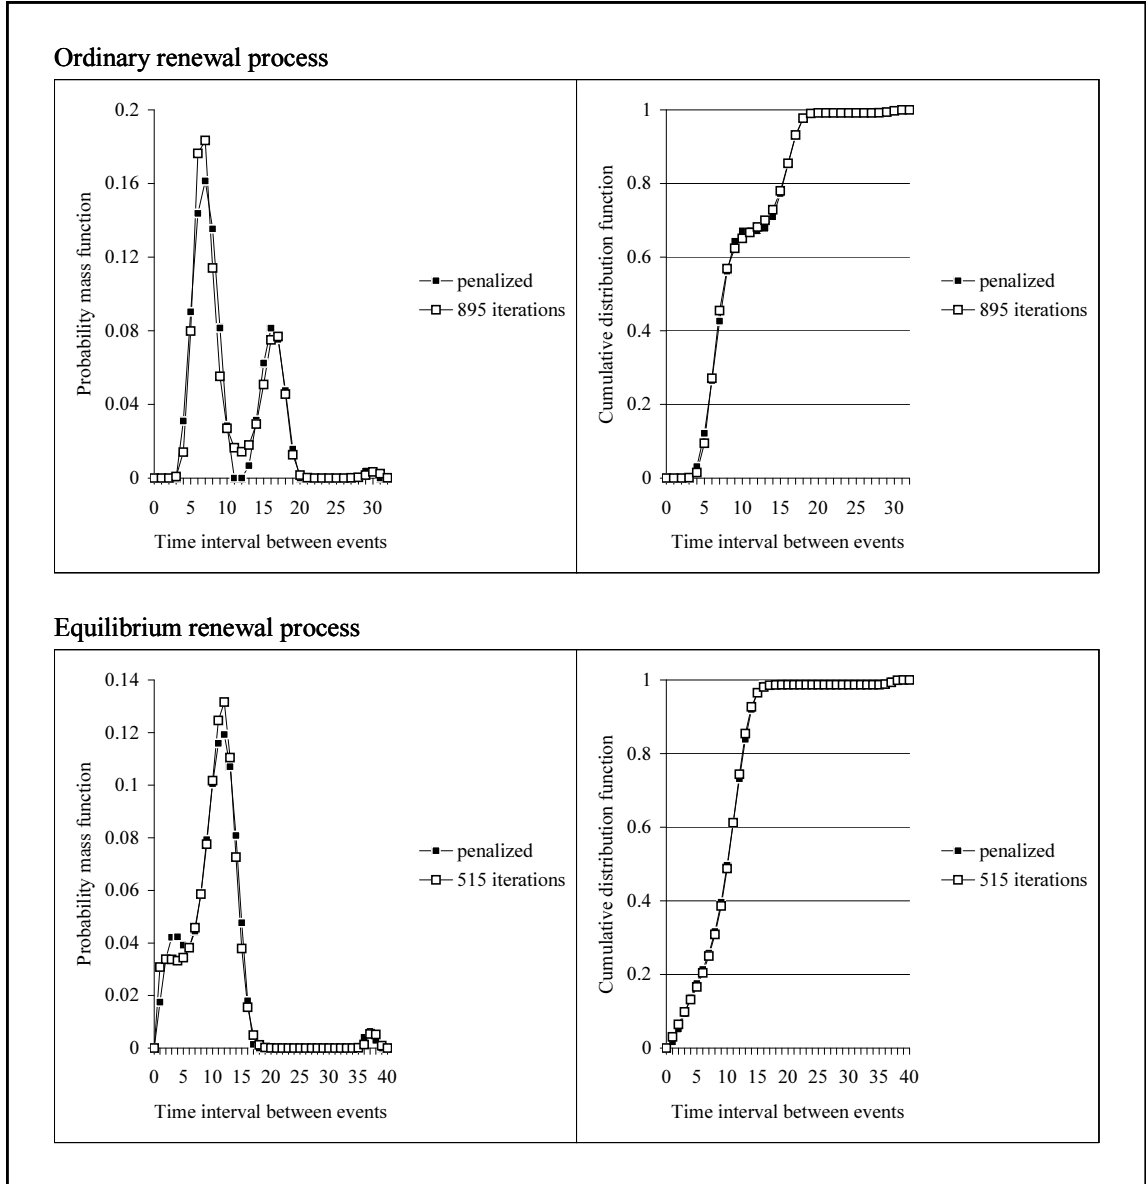 Ordinary renewal process
0.2
0.16
0.12
0.08
0.04
0
Probability mass function
0 5 10 15 20 25 30
Time interval between events
penalized
895 iterations
1
0.8
0.6
0.4
0.2
0
Cumulative distribution function
0 5 10 15 20 25 30
Time interval between events
penalized
895 iterations
Equilibrium renewal process
0.14
0.12
0.1
0.08
0.06
0.04
0.02
0
Probability mass function
0 5 10 15 20 25 30 35 40
Time interval between events
penalized
515 iterations
1
0.8
0.6
0.4
0.2
0
Cumulative distribution function
0 5 10 15 20 25 30 35 40
Time interval between events
penalized
515 iterations